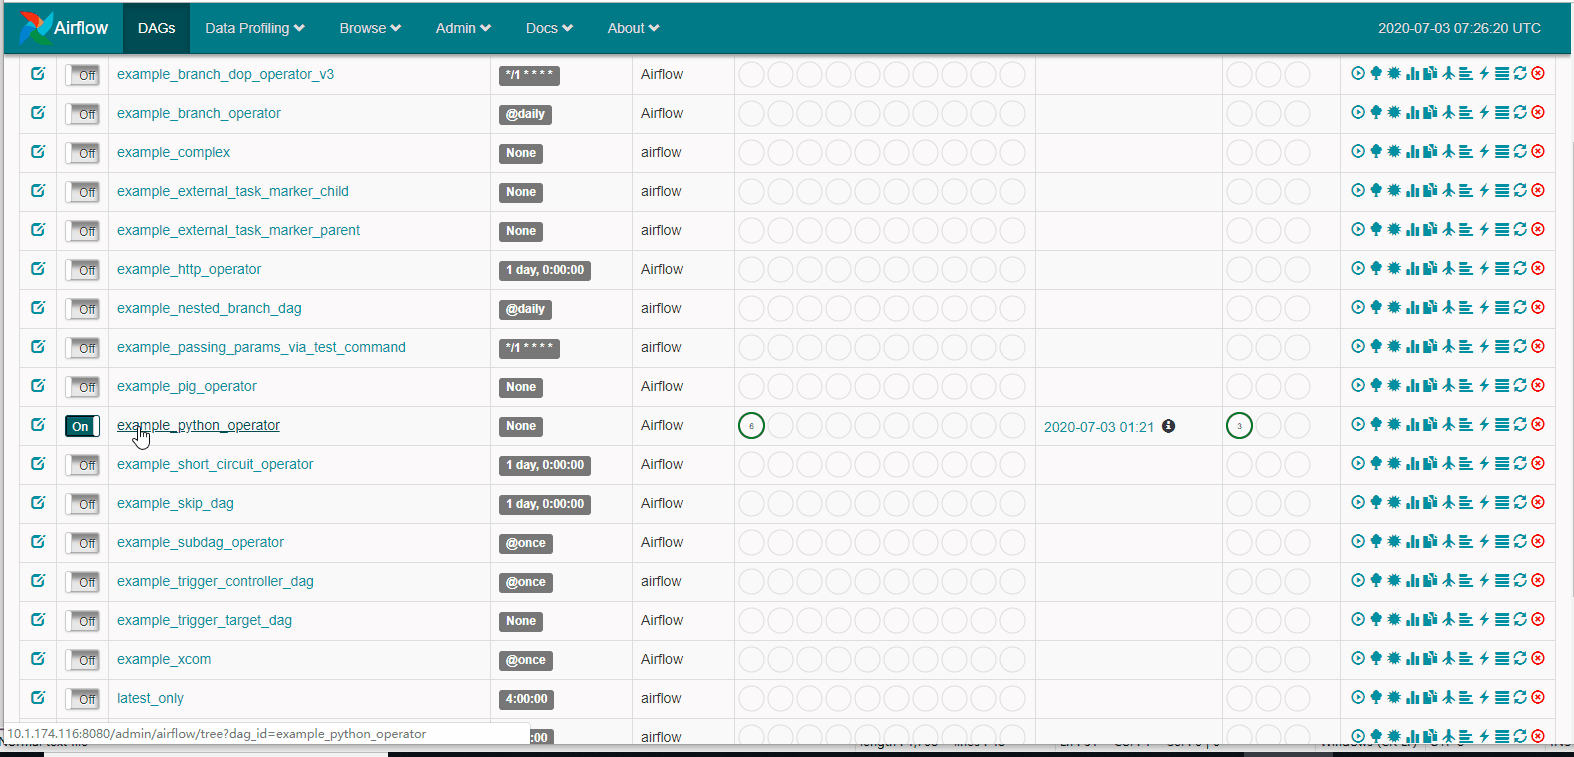 Airflow DAGs Data Profiling Browse Admin Docs About 2020-07-03 07:26:20 UTC
Off example_branch_dop_operator_v3 */1 * * * * Airflow
Off example_branch_operator @daily Airflow
Off example_complex None airflow
Off example_external_task_marker_child None airflow
Off example_external_task_marker_parent None airflow
Off example_http_operator 1 day, 0:00:00 Airflow
Off example_nested_branch_dag @daily airflow
Off example_passing_params_via_test_command */1 * * * * airflow
Off example_pig_operator None Airflow
On example_python_operator None Airflow 6 2020-07-03 01:21 3
Off example_short_circuit_operator 1 day, 0:00:00 Airflow
Off example_skip_dag 1 day, 0:00:00 Airflow
Off example_subdag_operator @once Airflow
Off example_trigger_controller_dag @once airflow
Off example_trigger_target_dag None Airflow
Off example_xcom @once Airflow
Off latest_only 4:00:00 airflow
:00 airflow
10.1.174.116:8080/admin/airflow/tree?dag_id=example_python_operator